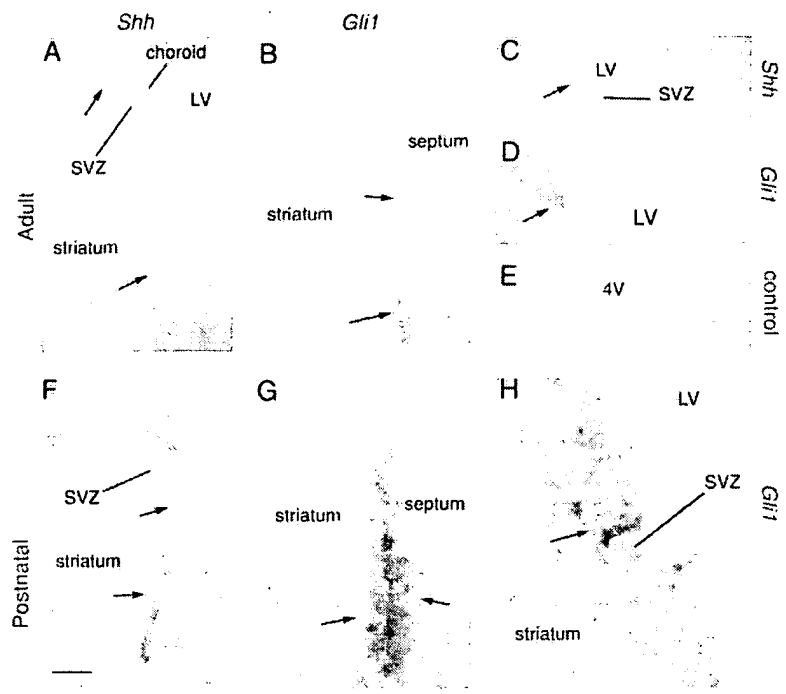 Shh
Gli1
A
choroid
LV
SVZ
striatum
Adult
B
septum
striatum
C
LV
SVZ
Shh
D
LV
Gli1
E
4V
control
F
SVZ
striatum
Postnatal
G
striatum
septum
H
LV
SVZ
striatum
Gli1